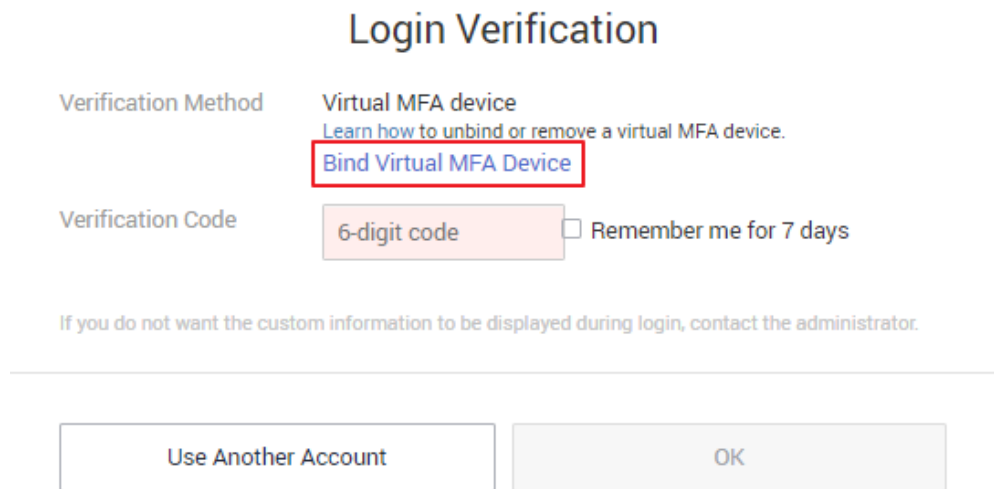 Login Verification
Verification Method
Virtual MFA device
Learn how to unbind or remove a virtual MFA device.
Bind Virtual MFA Device
Verification Code
6-digit code
Remember me for 7 days
If you do not want the custom information to be displayed during login, contact the administrator.
Use Another Account
OK